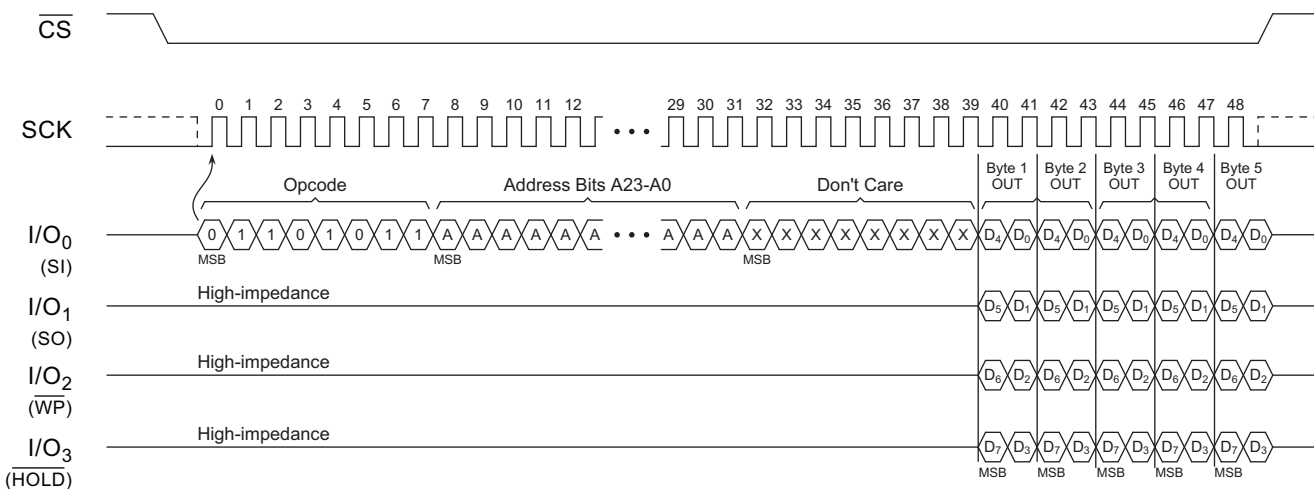 CS
SCK
0 1 2 3 4 5 6 7 8 9 10 11 12 29 30 31 32 33 34 35 36 37 38 39 40 41 42 43 44 45 46 47 48
• • •
Opcode
Address Bits A23-A0
Don't Care
Byte 1 OUT
Byte 2 OUT
Byte 3 OUT
Byte 4 OUT
Byte 5 OUT
I/O0 (SI)
0 1 1 0 1 0 1 1 A A A A A A • • • A A A X X X X X X X X D4 D0 D4 D0 D4 D0 D4 D0 D4 D0
MSB MSB MSB
I/O1 (SO)
High-impedance
D5 D1 D5 D1 D5 D1 D5 D1 D5 D1
I/O2 (WP)
High-impedance
D6 D2 D6 D2 D6 D2 D6 D2 D6 D2
I/O3 (HOLD)
High-impedance
D7 D3 D7 D3 D7 D3 D7 D3 D7 D3
MSB MSB MSB MSB MSB